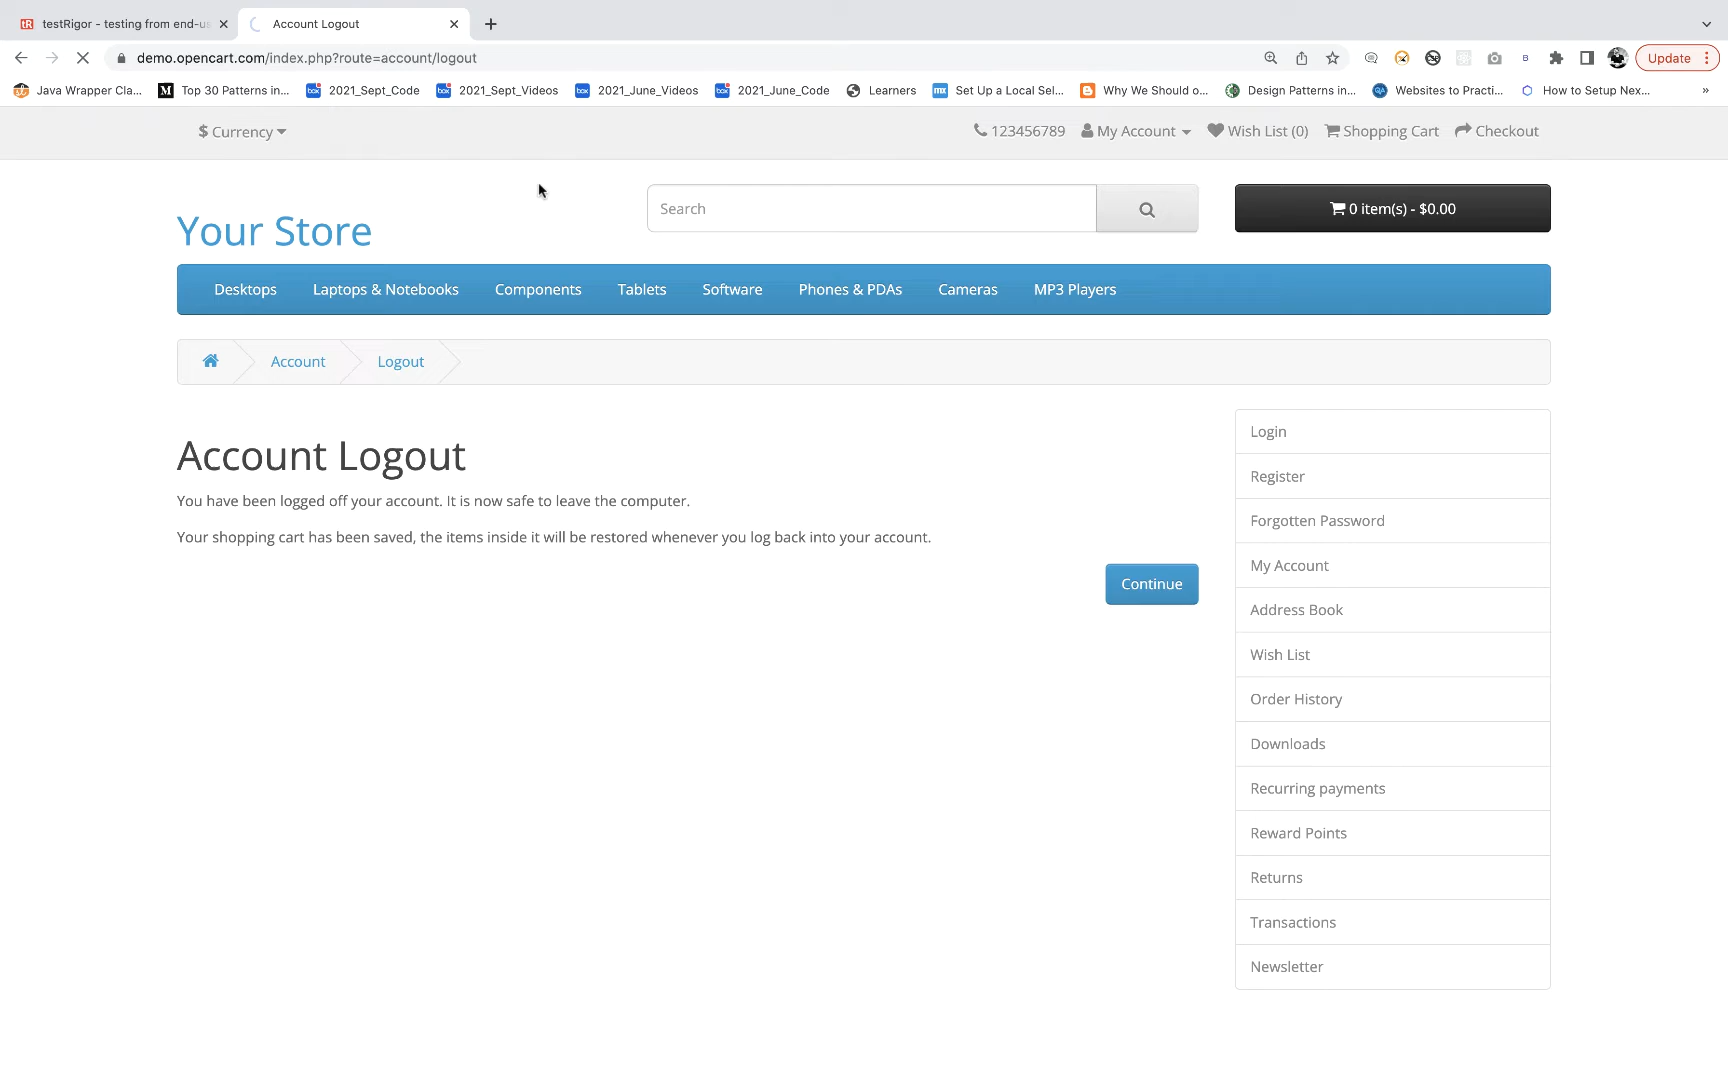 testRigor - testing from end-us
Account Logout
demo.opencart.com/index.php?route=account/logout
Update
Java Wrapper Cla...
Top 30 Patterns in...
2021_Sept_Code
2021_Sept_Videos
2021_June_Videos
2021_June_Code
Learners
Set Up a Local Sel...
Why We Should o...
Design Patterns in...
Websites to Practi...
How to Setup Nex...
»
$ Currency
123456789
My Account
Wish List (0)
Shopping Cart
Checkout
Your Store
Search
0 item(s) - $0.00
Desktops
Laptops & Notebooks
Components
Tablets
Software
Phones & PDAs
Cameras
MP3 Players
Account
Logout
Account Logout
You have been logged off your account. It is now safe to leave the computer.
Your shopping cart has been saved, the items inside it will be restored whenever you log back into your account.
Continue
Login
Register
Forgotten Password
My Account
Address Book
Wish List
Order History
Downloads
Recurring payments
Reward Points
Returns
Transactions
Newsletter